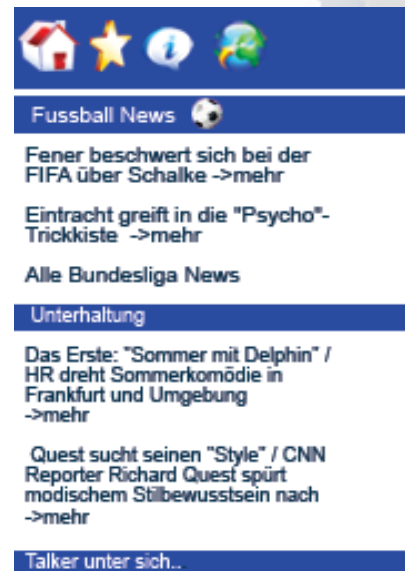 Fussball News
Fener beschwert sich bei der
FIFA über Schalke ->mehr
Eintracht greift in die "Psycho"-
Trickkiste ->mehr
Alle Bundesliga News
Unterhaltung
Das Erste: "Sommer mit Delphin" /
HR dreht Sommerkomödie in
Frankfurt und Umgebung
->mehr
Quest sucht seinen "Style" / CNN
Reporter Richard Quest spürt
modischem Stilbewusstsein nach
->mehr
Talker unter sich..